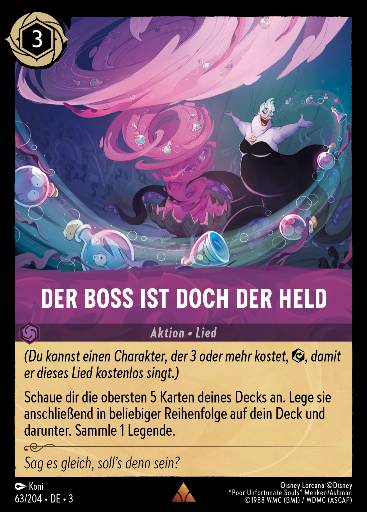 3
DER BOSS IST DOCH DER HELD
Aktion • Lied
(Du kannst einen Charakter, der 3 oder mehr kostet, , damit
er dieses Lied kostenlos singt.)
Schaue dir die obersten 5 Karten deines Decks an. Lege sie
anschließend in beliebiger Reihenfolge auf dein Deck und
darunter. Sammle 1 Legende.
Sag es gleich, soll's denn sein?
Koni
63/204 • DE • 3
Disney Lorcana ©Disney
"Poor Unfortunate Souls" Menken/Ashman
©1988 WMC (BMI) / WDMC (ASCAP)